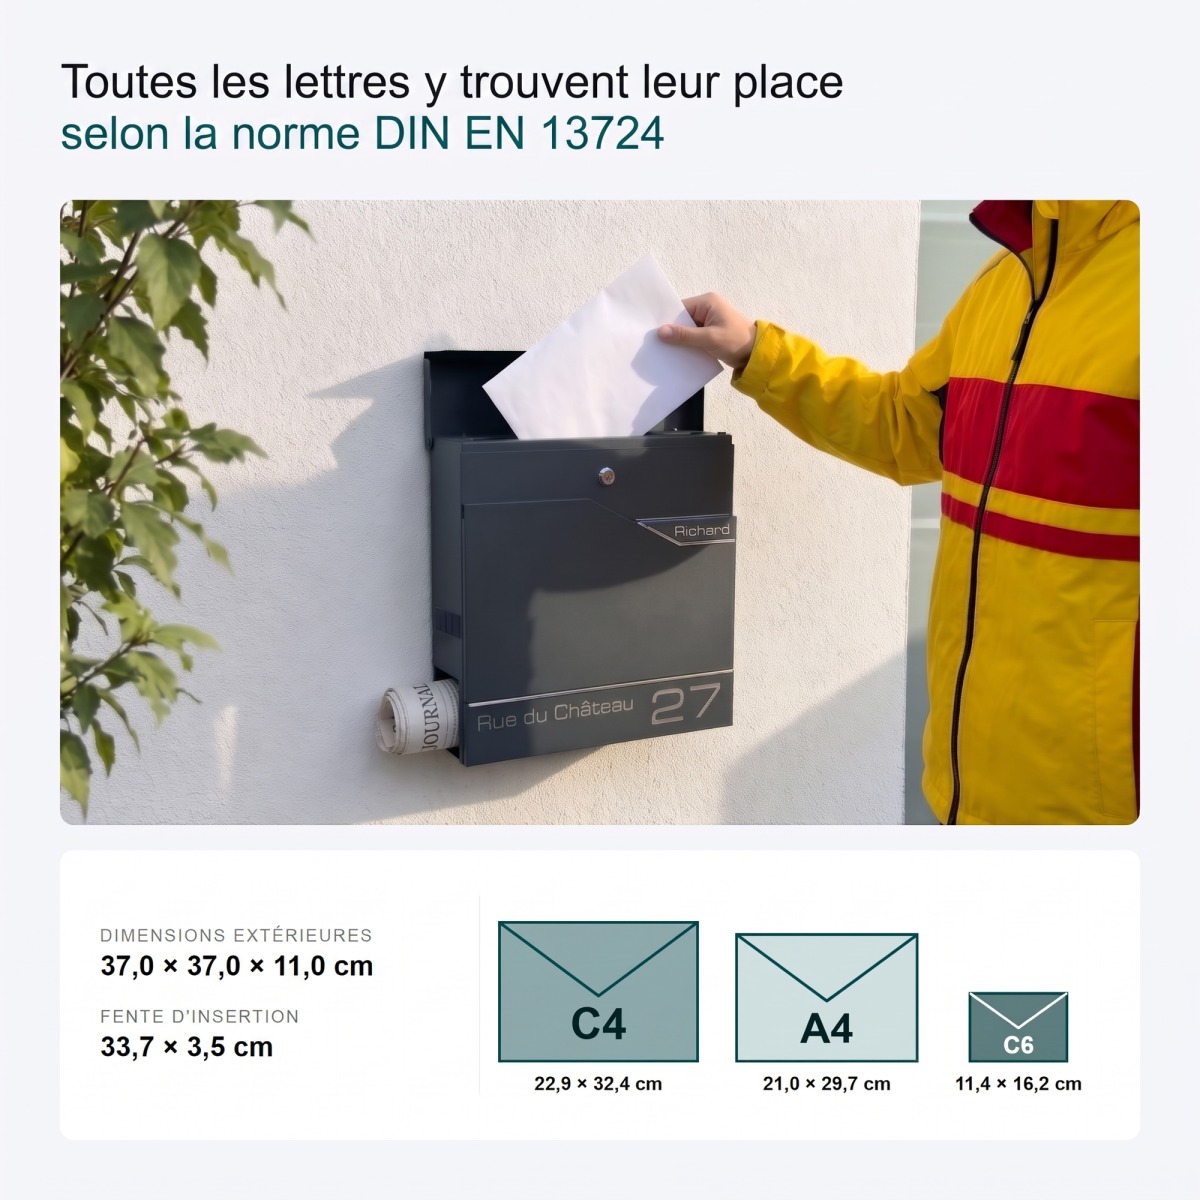 Toutes les lettres y trouvent leur place
selon la norme DIN EN 13724
Richard
JOURNAL
Rue du Château 27
DIMENSIONS EXTÉRIEURES
37,0 × 37,0 × 11,0 cm
FENTE D'INSERTION
33,7 × 3,5 cm
C4
22,9 × 32,4 cm
A4
21,0 × 29,7 cm
C6
11,4 × 16,2 cm